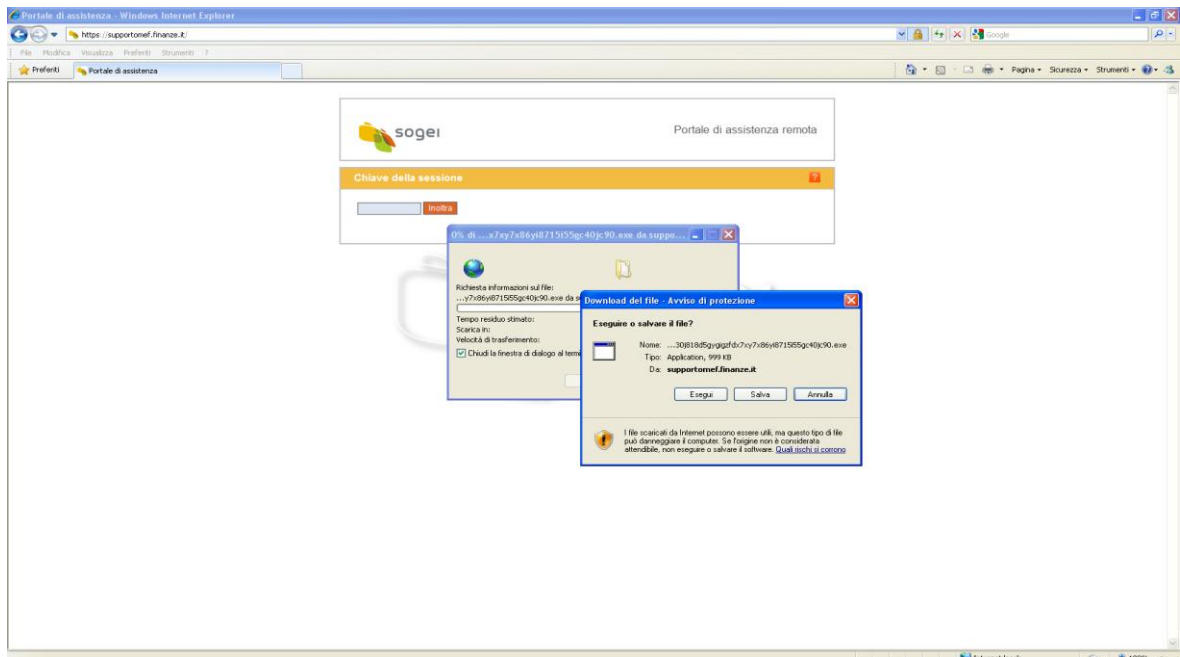 Portale di assistenza - Windows Internet Explorer
https://supportomef.finanze.it/
Google
File Modifica Visualizza Preferiti Strumenti ?
Preferiti
Portale di assistenza
Pagina
Sicurezza
Strumenti
sogei
Portale di assistenza remota
Chiave della sessione
?
Inoltra
0% di ...x7xy7x86yi8715i55gc40jc90.exe da suppo...
Richiesta informazioni sul file:
...y7x86yi8715i55gc40jc90.exe da s
Tempo residuo stimato:
Scarica in:
Velocità di trasferimento:
Chiudi la finestra di dialogo al termi
Download del file - Avviso di protezione
Eseguire o salvare il file?
Nome: ...30j818d5gygigzfdx7xy7x86yi8715i55gc40jc90.exe
Tipo: Application, 999 KB
Da: supportomef.finanze.it
Esegui
Salva
Annulla
I file scaricati da Internet possono essere utili, ma questo tipo di file
può danneggiare il computer. Se l'origine non è considerata
attendibile, non eseguire o salvare il software. Quali rischi si corrono